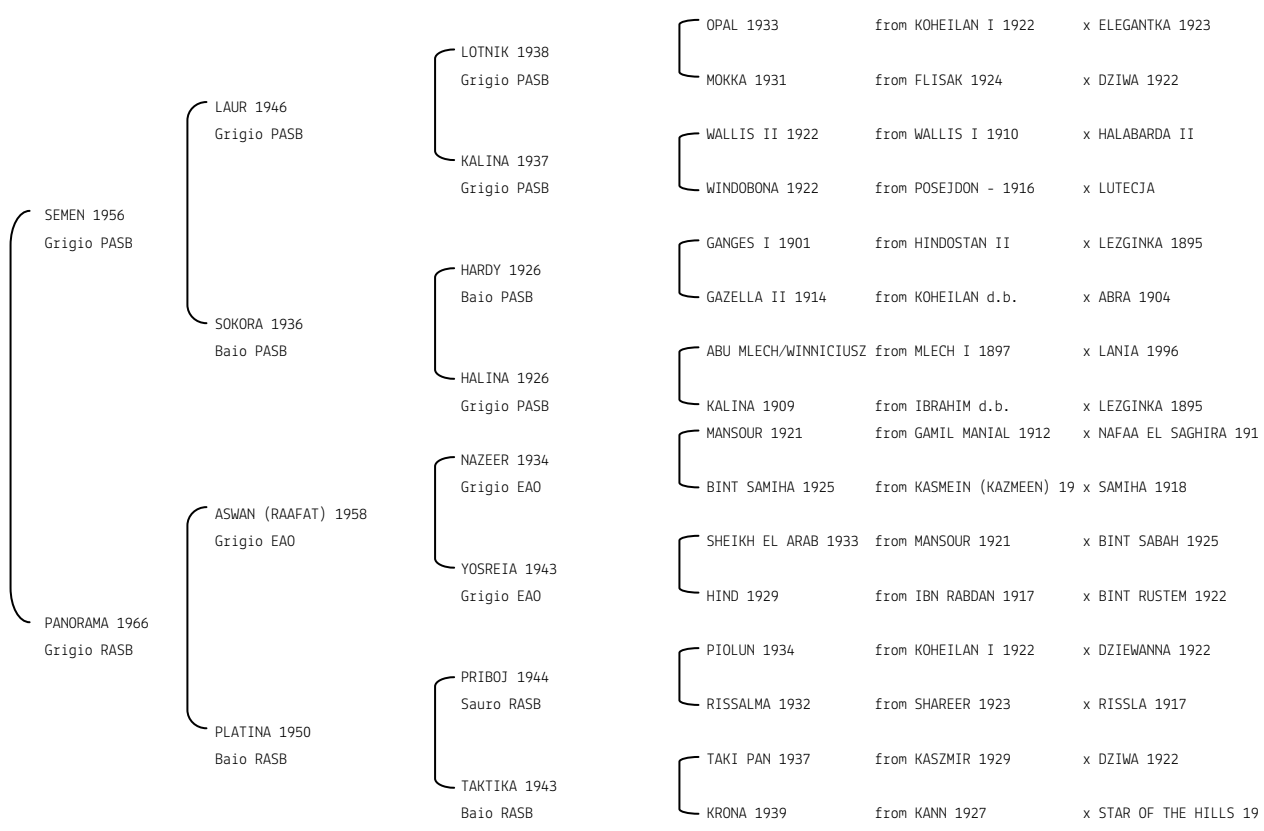 OPAL 1933 from KOHEILAN I 1922 x ELEGANTKA 1923
LOTNIK 1938
Grigio PASB MOKKA 1931 from FLISAK 1924 x DZIWA 1922
LAUR 1946
Grigio PASB WALLIS II 1922 from WALLIS I 1910 x HALABARDA II
KALINA 1937
Grigio PASB WINDOBONA 1922 from POSEJDON - 1916 x LUTECJA
SEMEN 1956
Grigio PASB GANGES I 1901 from HINDOSTAN II x LEZGINKA 1895
HARDY 1926
Baio PASB GAZELLA II 1914 from KOHEILAN d.b. x ABRA 1904
SOKORA 1936
Baio PASB ABU MLECH/WINNICIUSZ from MLECH I 1897 x LANIA 1996
HALINA 1926
Grigio PASB KALINA 1909 from IBRAHIM d.b. x LEZGINKA 1895
MANSOUR 1921 from GAMIL MANIAL 1912 x NAFAA EL SAGHIRA 191
NAZEER 1934
Grigio EAO BINT SAMIHA 1925 from KASMEIN (KAZMEEN) 19 x SAMIHA 1918
ASWAN (RAAFAT) 1958
Grigio EAO SHEIKH EL ARAB 1933 from MANSOUR 1921 x BINT SABAH 1925
YOSREIA 1943
Grigio EAO HIND 1929 from IBN RABDAN 1917 x BINT RUSTEM 1922
PANORAMA 1966
Grigio RASB PIOLUN 1934 from KOHEILAN I 1922 x DZIEWANNA 1922
PRIBOJ 1944
Sauro RASB RISSALMA 1932 from SHAREER 1923 x RISSLA 1917
PLATINA 1950
Baio RASB TAKI PAN 1937 from KASZMIR 1929 x DZIWA 1922
TAKTIKA 1943
Baio RASB KRONA 1939 from KANN 1927 x STAR OF THE HILLS 19